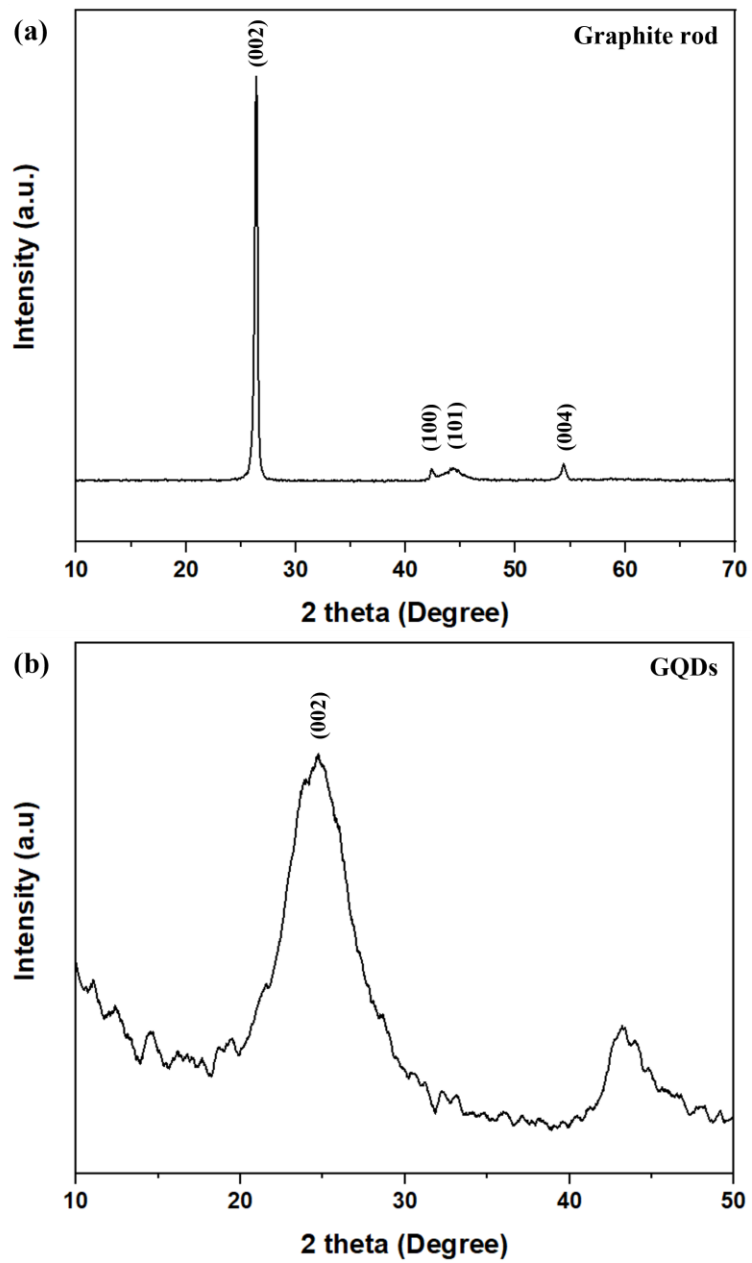 (a)
Graphite rod
(002)
(100)
(101)
(004)
Intensity (a.u.)
10 20 30 40 50 60 70
2 theta (Degree)
(b)
GQDs
(002)
Intensity (a.u)
10 20 30 40 50
2 theta (Degree)